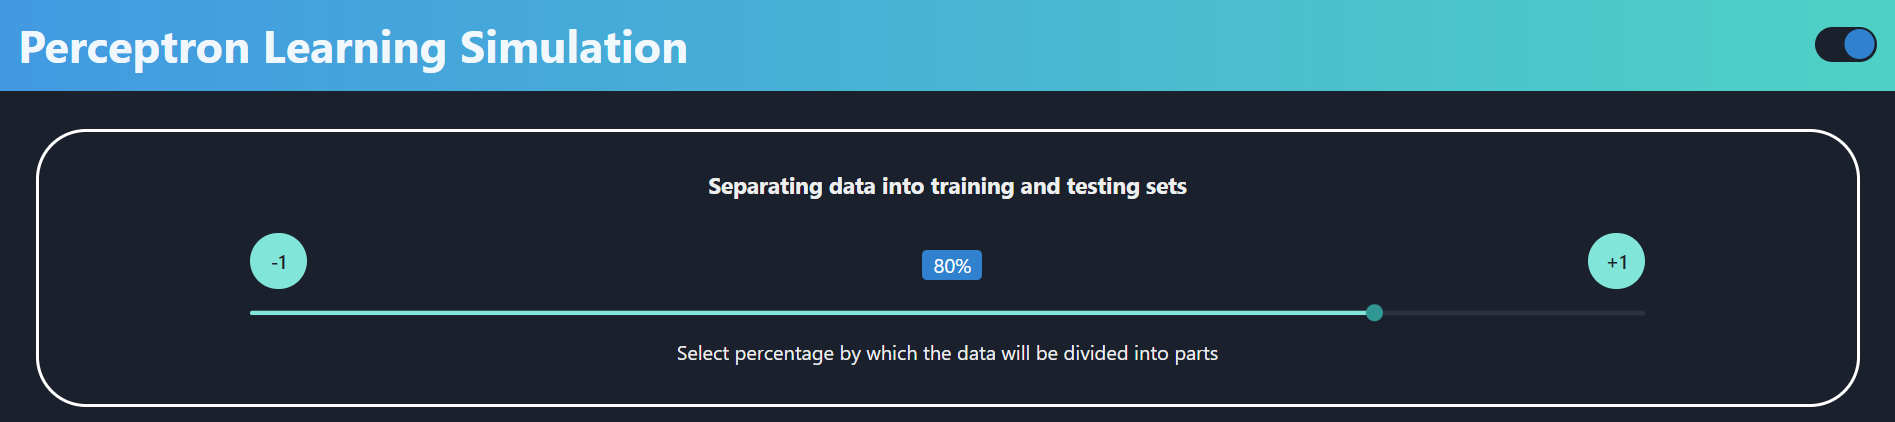 Perceptron Learning Simulation
Separating data into training and testing sets
-1
80%
+1
Select percentage by which the data will be divided into parts